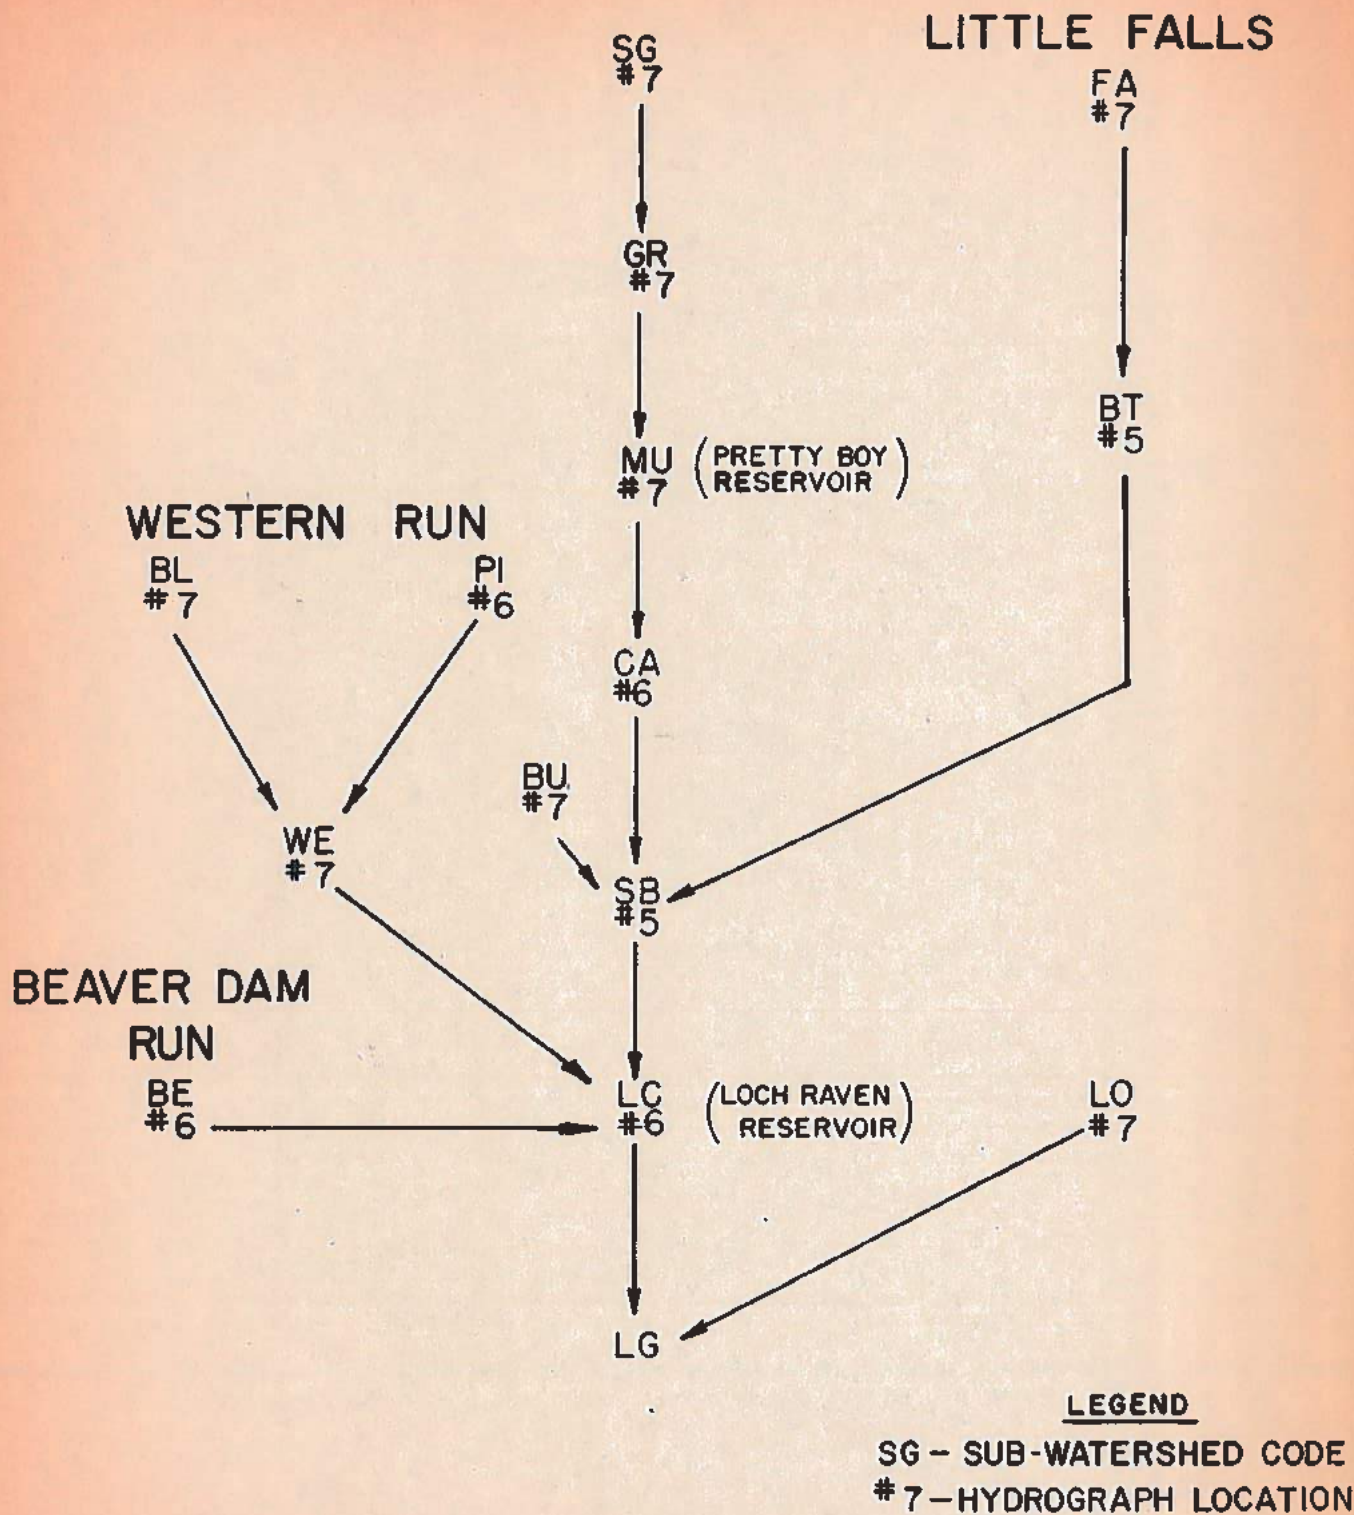 LITTLE FALLS
SG
#7
FA
#7
GR
#7
BT
#5
MU
#7
(PRETTY BOY
RESERVOIR)
WESTERN RUN
BL
#7
PI
#6
CA
#6
BU
#7
WE
#7
SB
#5
BEAVER DAM
RUN
BE
#6
LC
#6
(LOCH RAVEN
RESERVOIR)
LO
#7
LG
LEGEND
SG - SUB-WATERSHED CODE
#7 - HYDROGRAPH LOCATION